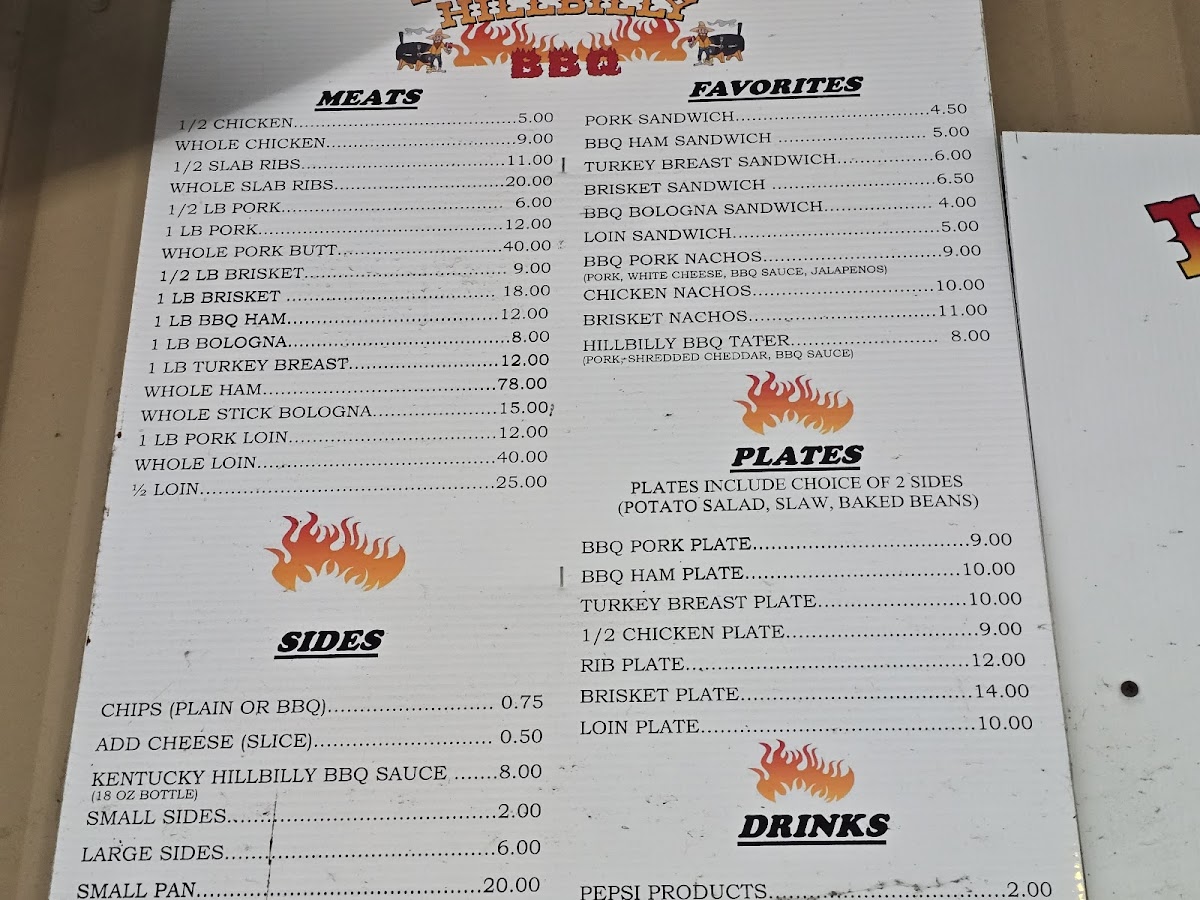 HILLBILLY
BBQ
MEATS
1/2 CHICKEN.....5.00
WHOLE CHICKEN.....9.00
1/2 SLAB RIBS.....11.00
WHOLE SLAB RIBS.....20.00
1/2 LB PORK.....6.00
1 LB PORK.....12.00
WHOLE PORK BUTT.....40.00
1/2 LB BRISKET.....9.00
1 LB BRISKET.....18.00
1 LB BBQ HAM.....12.00
1 LB BOLOGNA.....8.00
1 LB TURKEY BREAST.....12.00
WHOLE HAM.....78.00
WHOLE STICK BOLOGNA.....15.00
1 LB PORK LOIN.....12.00
WHOLE LOIN.....40.00
½ LOIN.....25.00
SIDES
CHIPS (PLAIN OR BBQ).....0.75
ADD CHEESE (SLICE).....0.50
KENTUCKY HILLBILLY BBQ SAUCE.....8.00
(18 OZ BOTTLE)
SMALL SIDES.....2.00
LARGE SIDES.....6.00
SMALL PAN.....20.00
FAVORITES
PORK SANDWICH.....4.50
BBQ HAM SANDWICH.....5.00
TURKEY BREAST SANDWICH.....6.00
BRISKET SANDWICH.....6.50
BBQ BOLOGNA SANDWICH.....4.00
LOIN SANDWICH.....5.00
BBQ PORK NACHOS.....9.00
(PORK, WHITE CHEESE, BBQ SAUCE, JALAPENOS)
CHICKEN NACHOS.....10.00
BRISKET NACHOS.....11.00
HILLBILLY BBQ TATER.....8.00
(PORK, SHREDDED CHEDDAR, BBQ SAUCE)
PLATES
PLATES INCLUDE CHOICE OF 2 SIDES
(POTATO SALAD, SLAW, BAKED BEANS)
BBQ PORK PLATE.....9.00
BBQ HAM PLATE.....10.00
TURKEY BREAST PLATE.....10.00
1/2 CHICKEN PLATE.....9.00
RIB PLATE.....12.00
BRISKET PLATE.....14.00
LOIN PLATE.....10.00
DRINKS
PEPSI PRODUCTS.....2.00